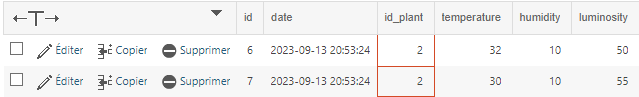 ←T→ ▼ id date id_plant temperature humidity luminosity
Éditer Copier Supprimer 6 2023-09-13 20:53:24 2 32 10 50
Éditer Copier Supprimer 7 2023-09-13 20:53:24 2 30 10 55